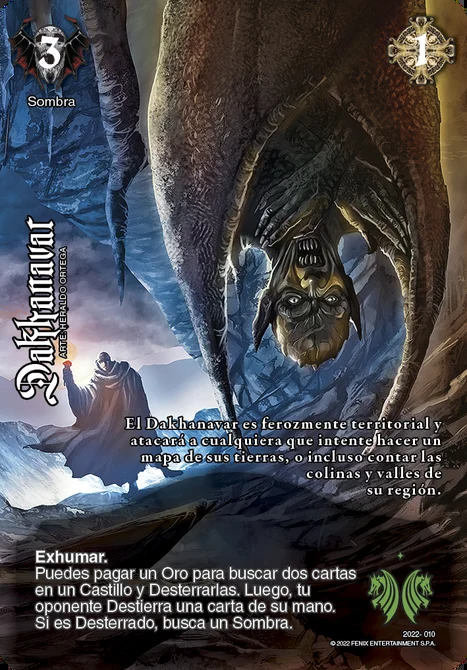 3
1
Sombra
Dakhanavar
ARTE: HERALDO ORTEGA
El Dakhanavar es ferozmente territorial y
atacará a cualquiera que intente hacer un
mapa de sus tierras, o incluso contar las
colinas y valles de
su región.
Exhumar.
Puedes pagar un Oro para buscar dos cartas
en un Castillo y Desterrarlas. Luego, tu
oponente Destierra una carta de su mano.
Si es Desterrado, busca un Sombra.
2022- 010
© 2022 FENIX ENTERTAINMENT S.P.A.